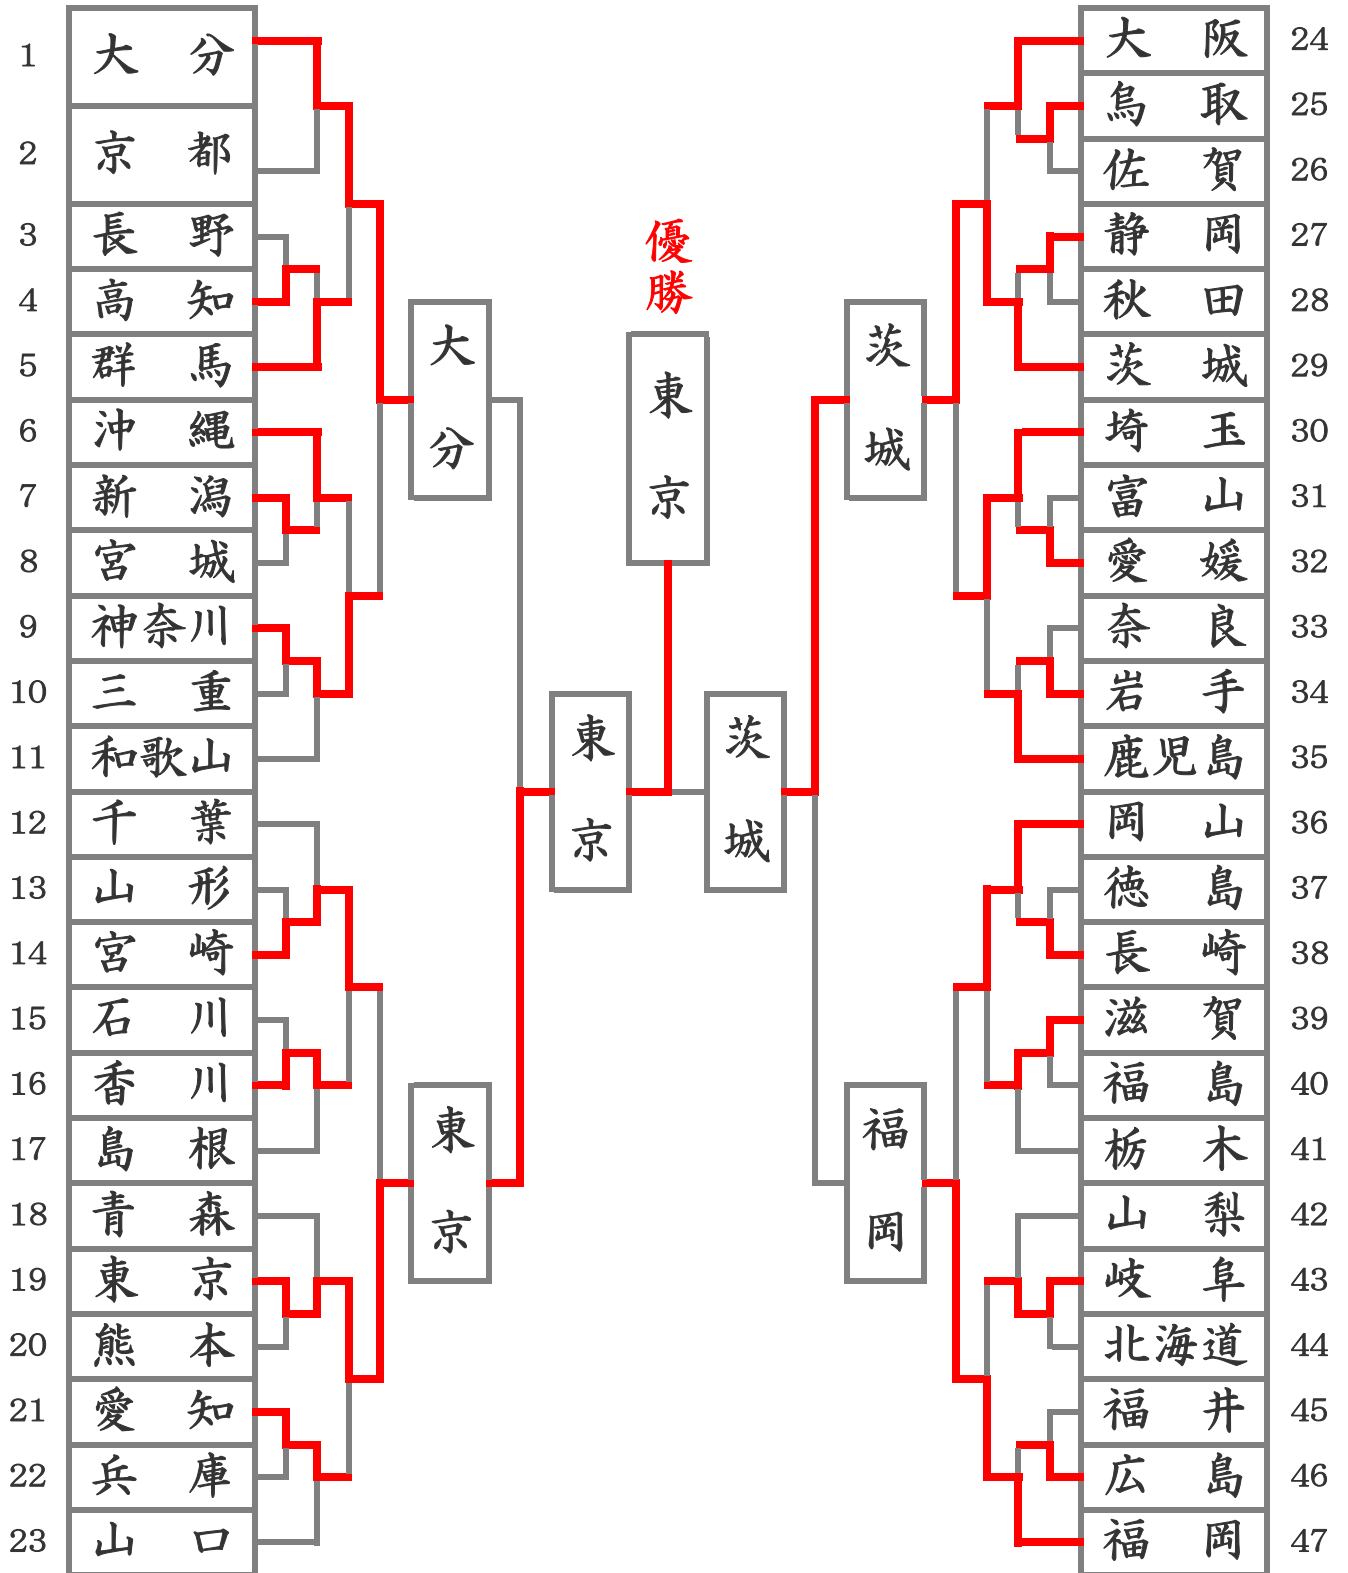 1 大分
2 京都
3 長野
4 高知
5 群馬
6 沖縄
7 新潟
8 宮城
9 神奈川
10 三重
11 和歌山
12 千葉
13 山形
14 宮崎
15 石川
16 香川
17 島根
18 青森
19 東京
20 熊本
21 愛知
22 兵庫
23 山口
大分
東京
東京
優勝
東京
茨城
茨城
福岡
大阪 24
鳥取 25
佐賀 26
静岡 27
秋田 28
茨城 29
埼玉 30
富山 31
愛媛 32
奈良 33
岩手 34
鹿児島 35
岡山 36
徳島 37
長崎 38
滋賀 39
福島 40
栃木 41
山梨 42
岐阜 43
北海道 44
福井 45
広島 46
福岡 47